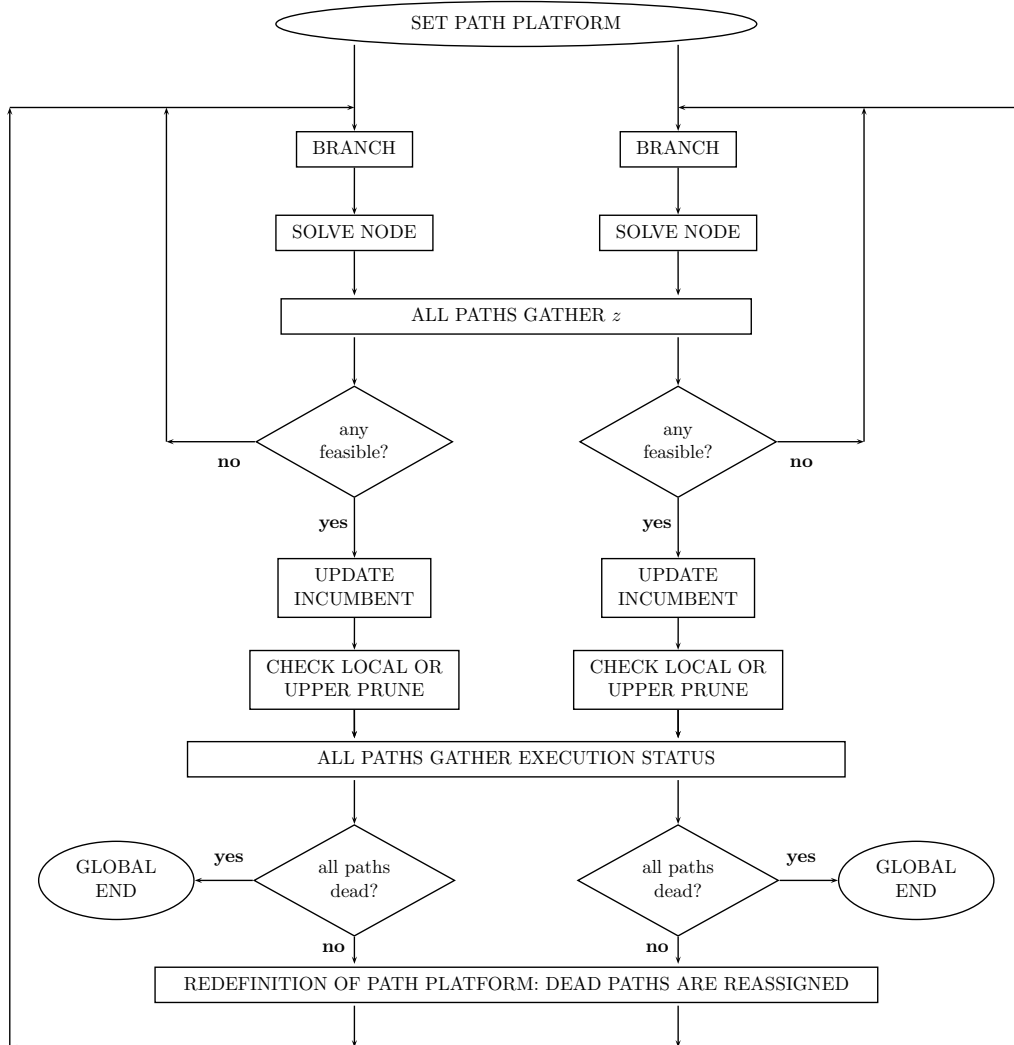 SET PATH PLATFORM
BRANCH
BRANCH
SOLVE NODE
SOLVE NODE
ALL PATHS GATHER z
any
feasible?
any
feasible?
no
no
yes
yes
UPDATE
INCUMBENT
UPDATE
INCUMBENT
CHECK LOCAL OR
UPPER PRUNE
CHECK LOCAL OR
UPPER PRUNE
ALL PATHS GATHER EXECUTION STATUS
GLOBAL
END
yes
all paths
dead?
all paths
dead?
yes
GLOBAL
END
no
no
REDEFINITION OF PATH PLATFORM: DEAD PATHS ARE REASSIGNED